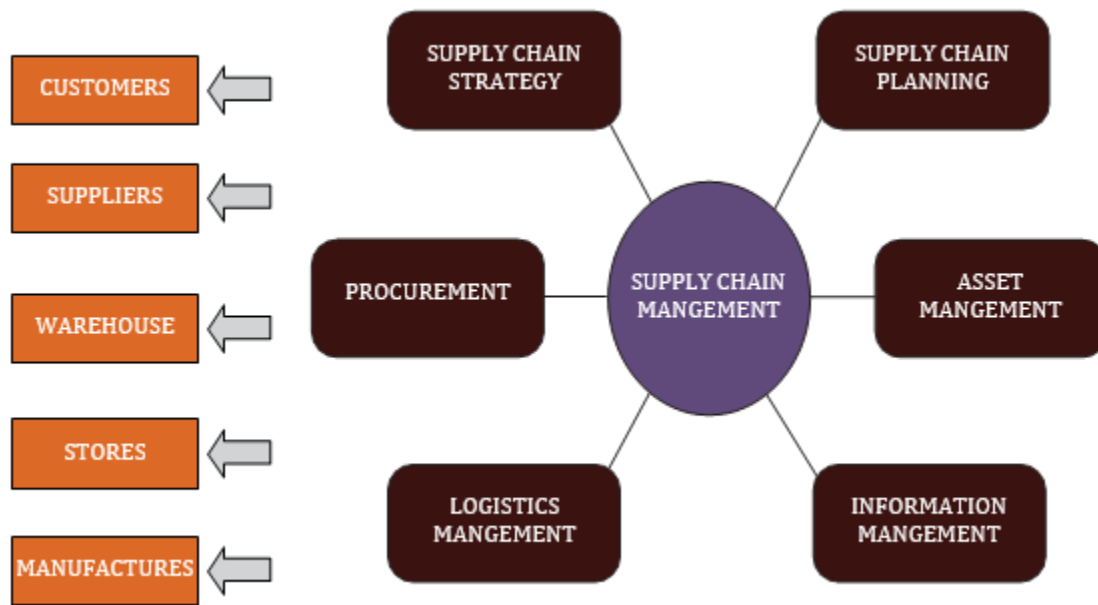 CUSTOMERS
SUPPLIERS
WAREHOUSE
STORES
MANUFACTURES
SUPPLY CHAIN
STRATEGY
SUPPLY CHAIN
PLANNING
PROCUREMENT
SUPPLY CHAIN
MANGEMENT
ASSET
MANGEMENT
LOGISTICS
MANGEMENT
INFORMATION
MANGEMENT